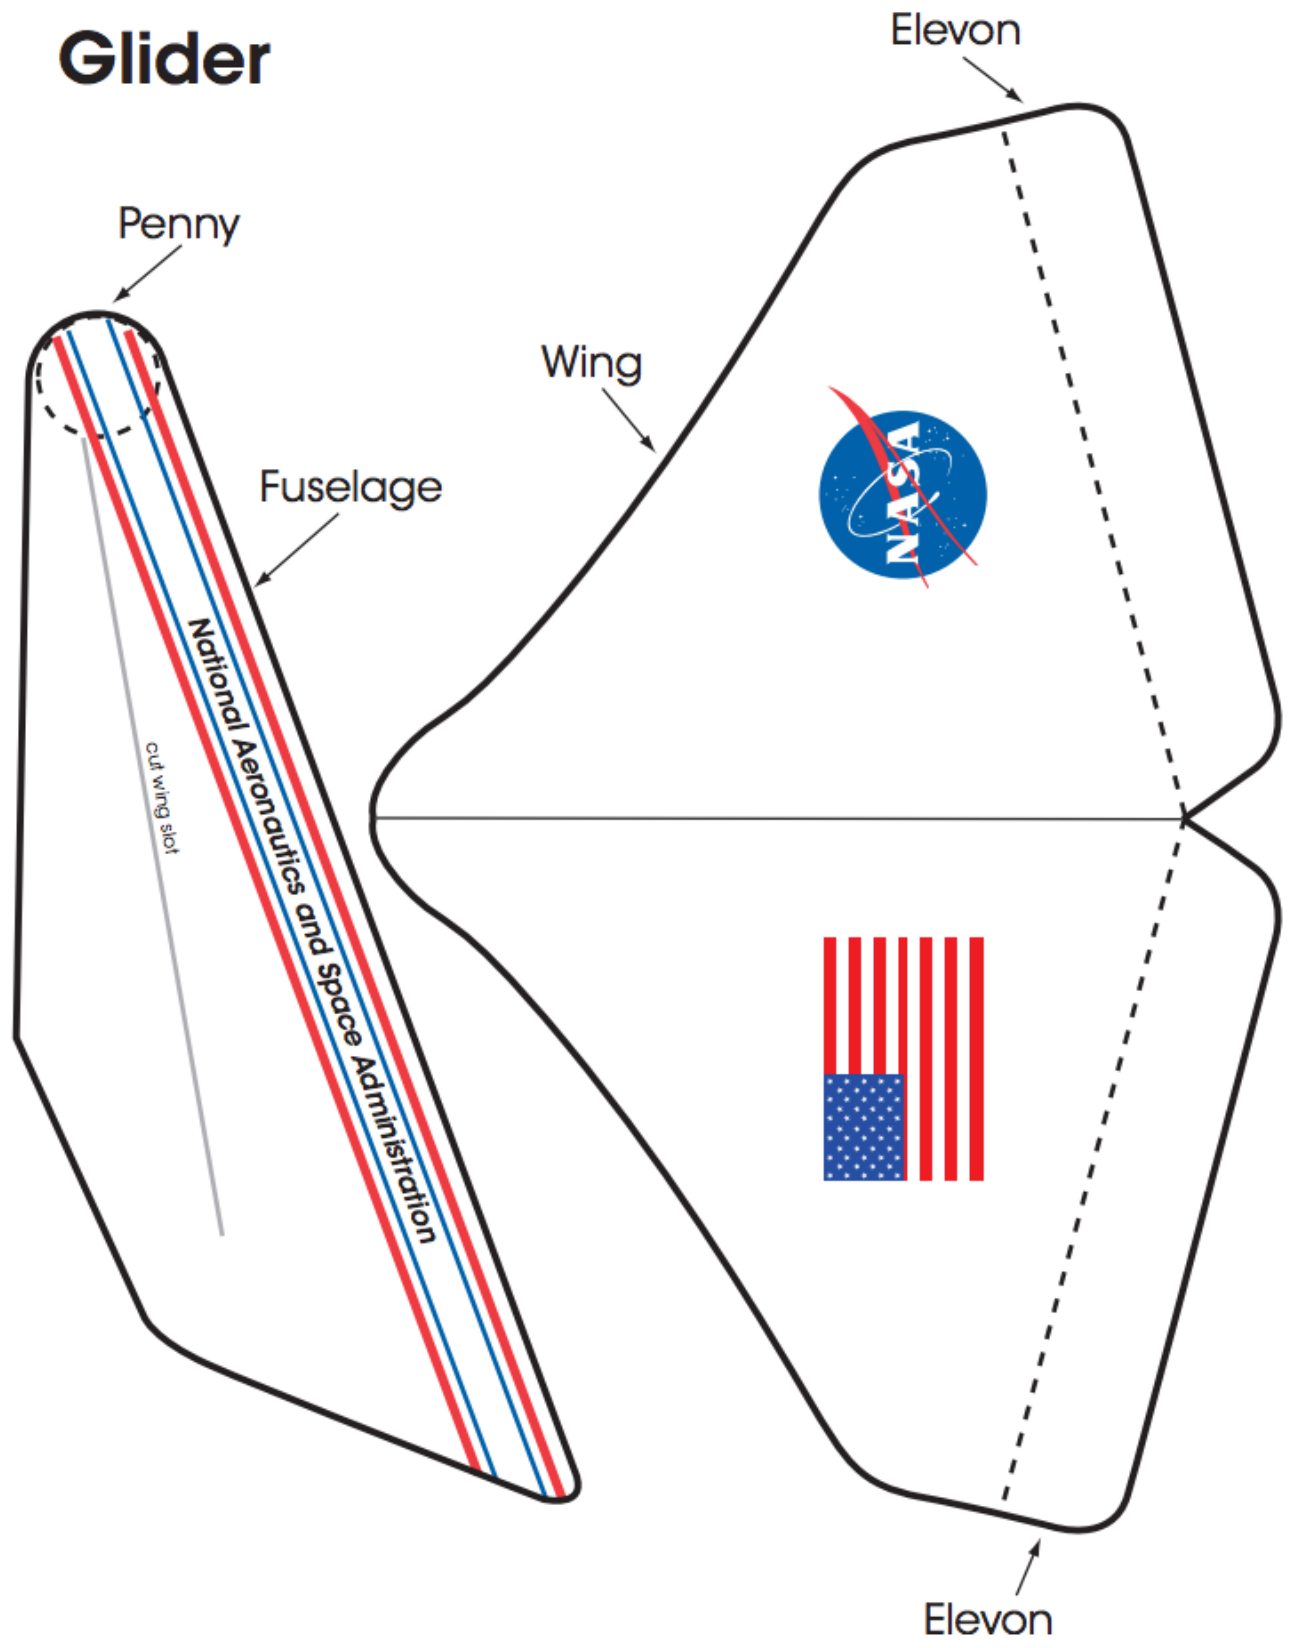 Glider
Elevon
Penny
Wing
Fuselage
NASA
National Aeronautics and Space Administration
cut wing slot
Elevon